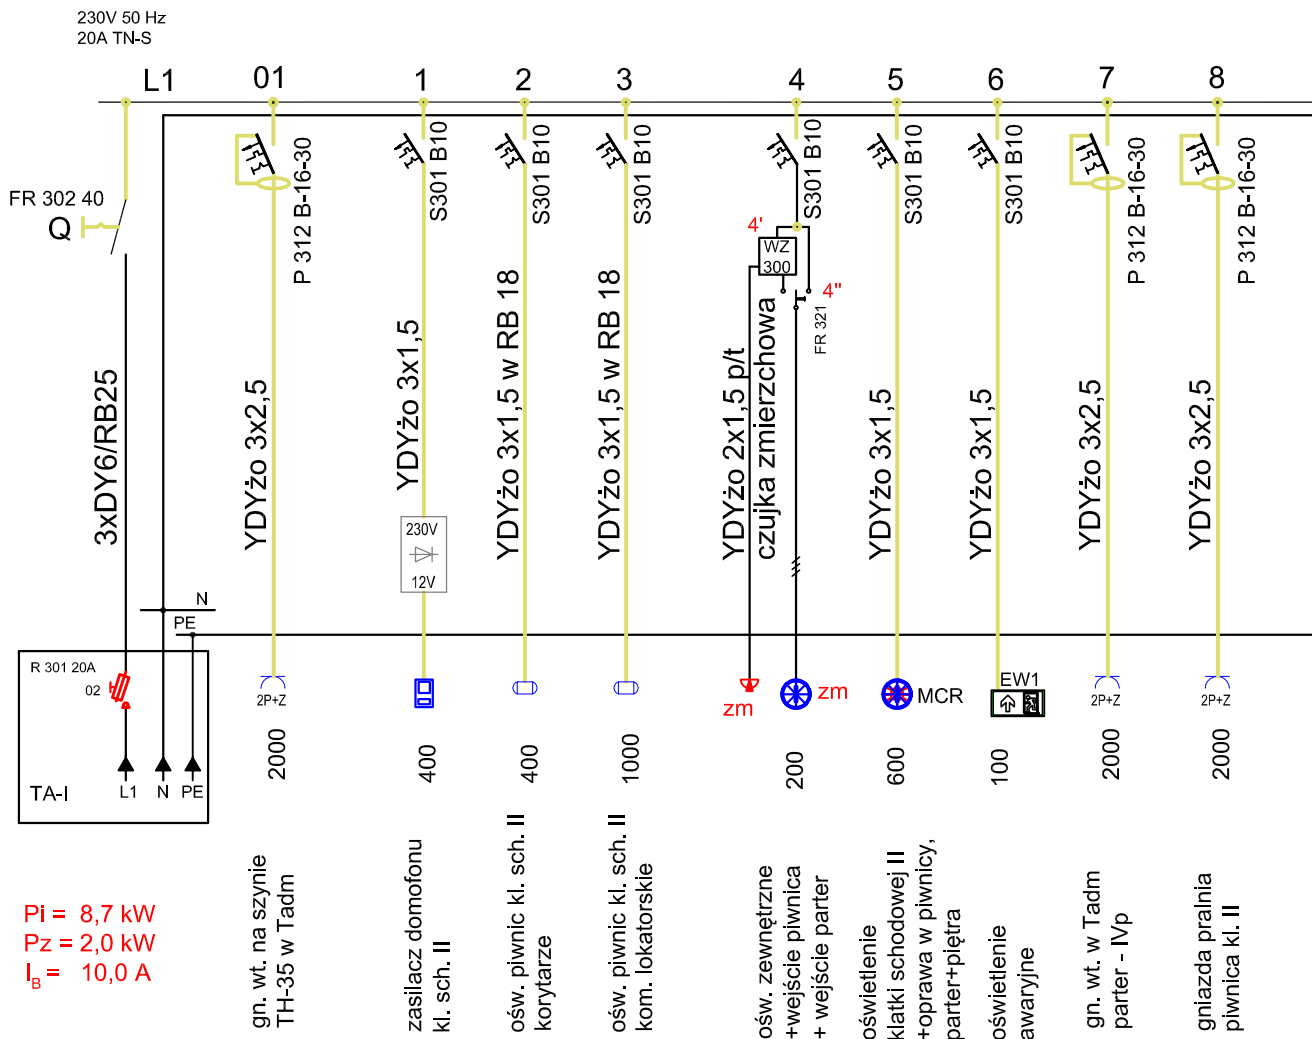 230V 50 Hz
20A TN-S
L1
01
1
2
3
4
5
6
7
8
FR 302 40
Q
P 312 B-16-30
S301 B10
S301 B10
S301 B10
S301 B10
S301 B10
S301 B10
P 312 B-16-30
P 312 B-16-30
4'
WZ
300
4"
FR 321
3xDY6/RB25
YDYżo 3x2,5
YDYżo 3x1,5
YDYżo 3x1,5 w RB 18
YDYżo 3x1,5 w RB 18
YDYżo 2x1,5 p/t
czujka zmierzchowa
YDYżo 3x1,5
YDYżo 3x1,5
YDYżo 3x2,5
YDYżo 3x2,5
230V
12V
N
PE
R 301 20A
02
TA-I
L1
N
PE
2P+Z
zm
zm
MCR
EW1
2P+Z
2P+Z
2000
400
400
1000
200
600
100
2000
2000
Pi = 8,7 kW
Pz = 2,0 kW
IB = 10,0 A
gn. wt. na szynie
TH-35 w Tadm
zasilacz domofonu
kl. sch. II
ośw. piwnic kl. sch. II
korytarze
ośw. piwnic kl. sch. II
kom. lokatorskie
ośw. zewnętrzne
+wejście piwnica
+ wejście parter
oświetlenie
klatki schodowej II
+oprawa w piwnicy,
parter+piętra
oświetlenie
awaryjne
gn. wt. w Tadm
parter - IVp
gniazda pralnia
piwnica kl. II